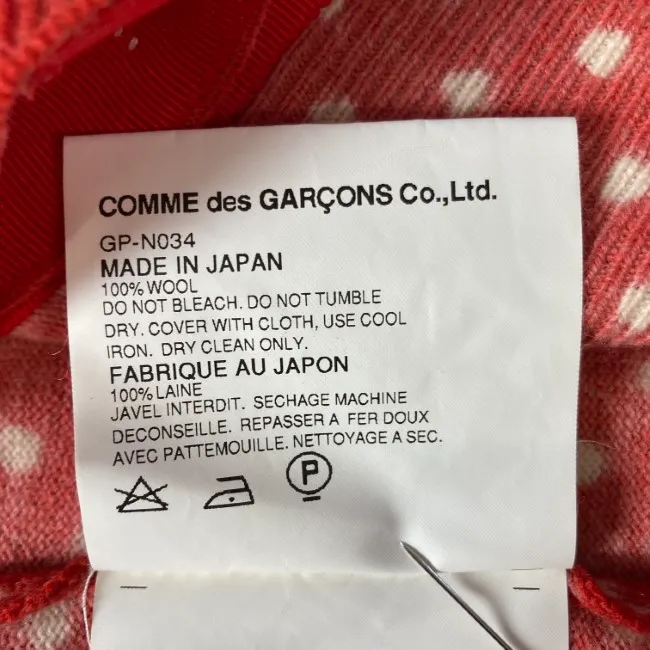 COMME des GARÇONS Co.,Ltd.
GP-N034
MADE IN JAPAN
100% WOOL
DO NOT BLEACH. DO NOT TUMBLE
DRY. COVER WITH CLOTH, USE COOL
IRON. DRY CLEAN ONLY.
FABRIQUE AU JAPON
100% LAINE
JAVEL INTERDIT. SECHAGE MACHINE
DECONSEILLE. REPASSER A FER DOUX
AVEC PATTEMOUILLE. NETTOYAGE A SEC.
P